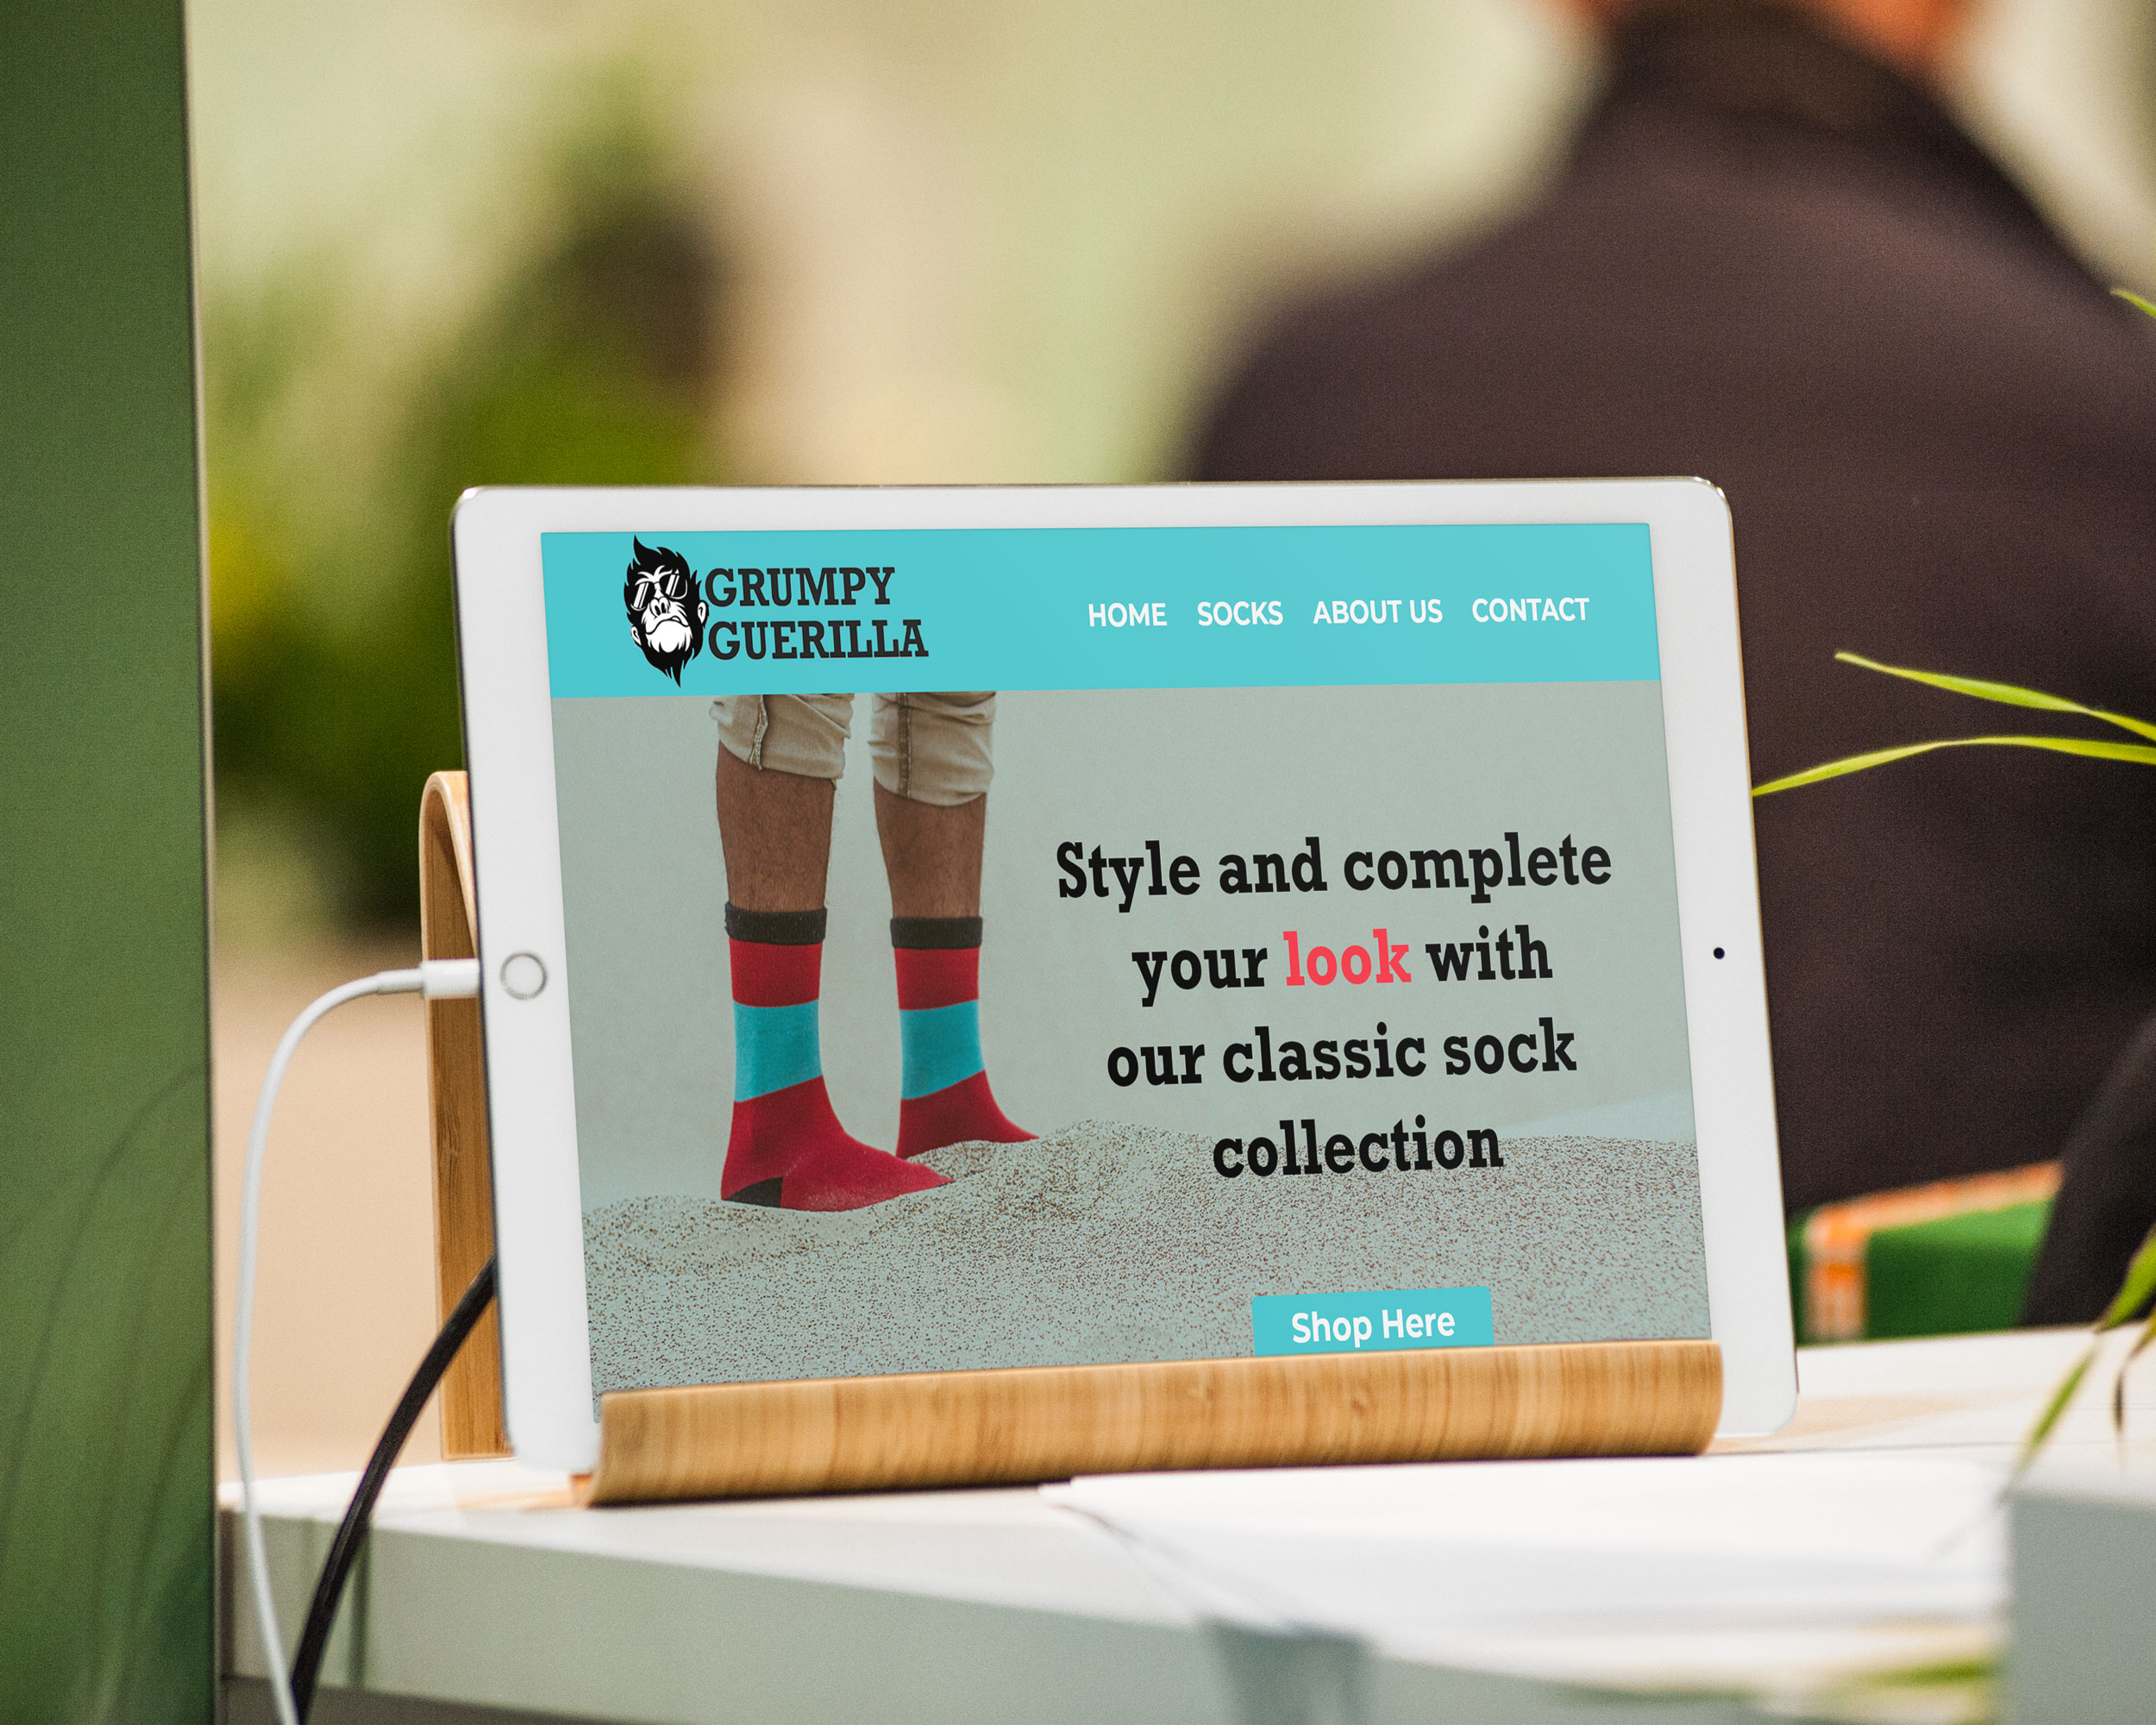 GRUMPY
GUERILLA
HOME SOCKS ABOUT US CONTACT
Style and complete
your look with
our classic sock
collection
Shop Here